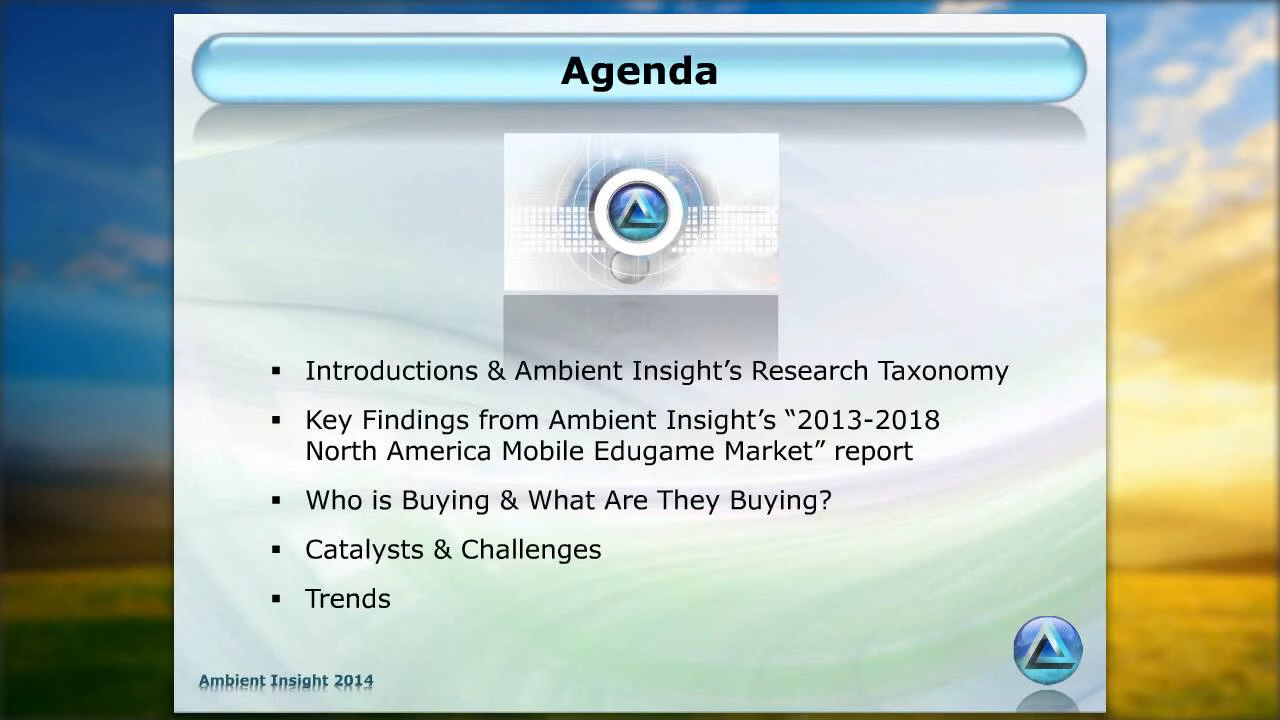 Agenda
▪ Introductions & Ambient Insight’s Research Taxonomy
▪ Key Findings from Ambient Insight’s “2013-2018
North America Mobile Edugame Market” report
▪ Who is Buying & What Are They Buying?
▪ Catalysts & Challenges
▪ Trends
Ambient Insight 2014